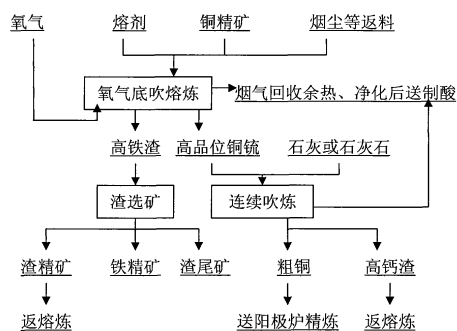 氧气
熔剂
铜精矿
烟尘等返料
氧气底吹熔炼
烟气回收余热、净化后送制酸
高铁渣
高品位铜锍
石灰或石灰石
渣选矿
连续吹炼
渣精矿
铁精矿
渣尾矿
粗铜
高钙渣
返熔炼
送阳极炉精炼
返熔炼